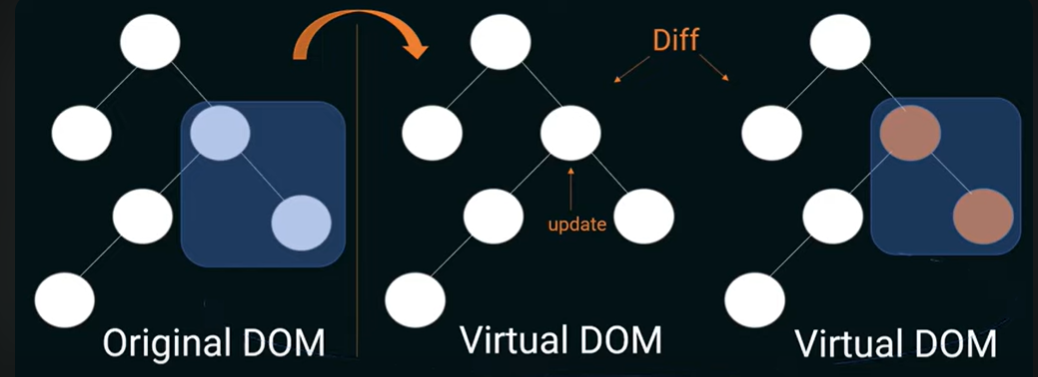 Diff
update
Original DOM
Virtual DOM
Virtual DOM